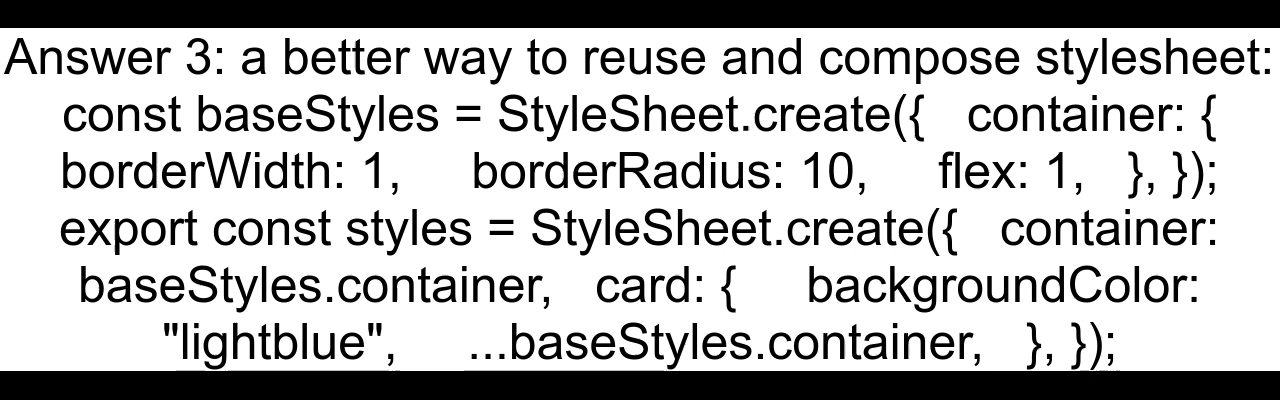 Answer 3: a better way to reuse and compose stylesheet:
const baseStyles = StyleSheet.create({   container: {
borderWidth: 1,     borderRadius: 10,     flex: 1,   }, });
export const styles = StyleSheet.create({   container:
baseStyles.container,   card: {     backgroundColor:
"lightblue",     ...baseStyles.container,   }, });